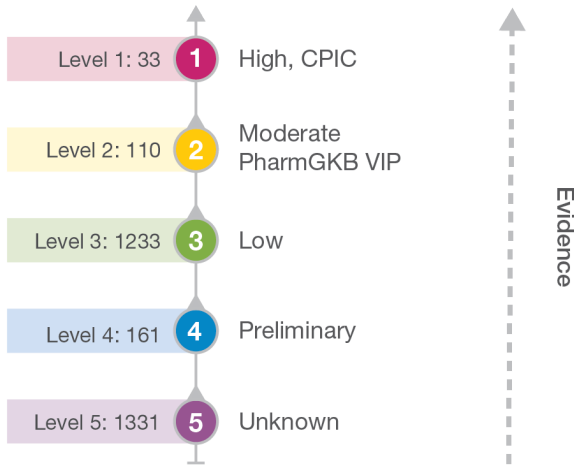 Level 1: 33
1
High, CPIC
Level 2: 110
2
Moderate
PharmGKB VIP
Level 3: 1233
3
Low
Level 4: 161
4
Preliminary
Level 5: 1331
5
Unknown
Evidence